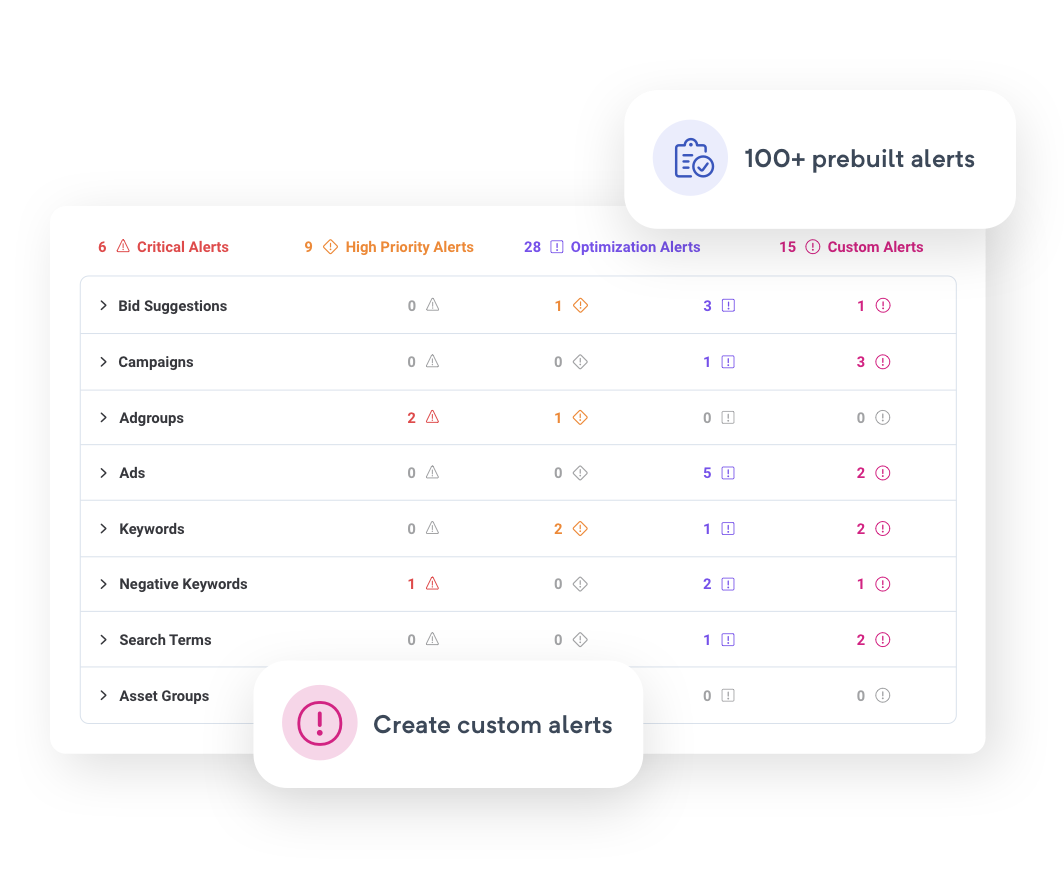 100+ prebuilt alerts
6 Critical Alerts 9 High Priority Alerts 28 Optimization Alerts 15 Custom Alerts
Bid Suggestions 0 1 3 1
Campaigns 0 0 1 3
Adgroups 2 1 0 0
Ads 0 0 5 2
Keywords 0 2 1 2
Negative Keywords 1 0 2 1
Search Terms 0 0 1 2
Asset Groups 0 0
Create custom alerts